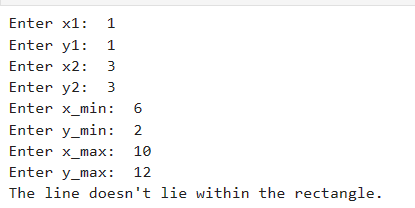 Enter x1:  1
Enter y1:  1
Enter x2:  3
Enter y2:  3
Enter x_min:  6
Enter y_min:  2
Enter x_max:  10
Enter y_max:  12
The line doesn't lie within the rectangle.